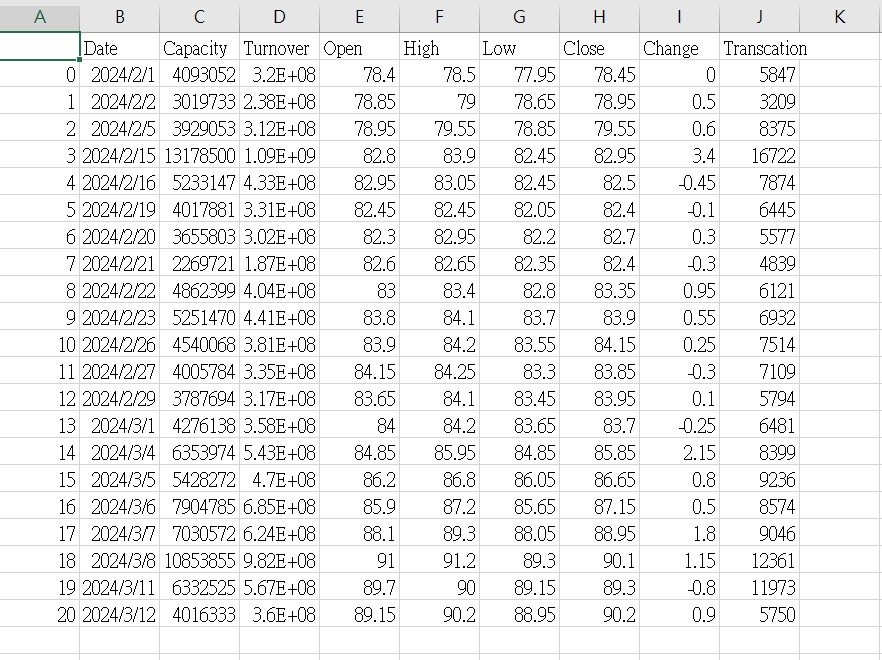 A B C D E F G H I J K
Date Capacity Turnover Open High Low Close Change Transcation
0 2024/2/1 4093052 3.2E+08 78.4 78.5 77.95 78.45 0 5847
1 2024/2/2 3019733 2.38E+08 78.85 79 78.65 78.95 0.5 3209
2 2024/2/5 3929053 3.12E+08 78.95 79.55 78.85 79.55 0.6 8375
3 2024/2/15 13178500 1.09E+09 82.8 83.9 82.45 82.95 3.4 16722
4 2024/2/16 5233147 4.33E+08 82.95 83.05 82.45 82.5 -0.45 7874
5 2024/2/19 4017881 3.31E+08 82.45 82.45 82.05 82.4 -0.1 6445
6 2024/2/20 3655803 3.02E+08 82.3 82.95 82.2 82.7 0.3 5577
7 2024/2/21 2269721 1.87E+08 82.6 82.65 82.35 82.4 -0.3 4839
8 2024/2/22 4862399 4.04E+08 83 83.4 82.8 83.35 0.95 6121
9 2024/2/23 5251470 4.41E+08 83.8 84.1 83.7 83.9 0.55 6932
10 2024/2/26 4540068 3.81E+08 83.9 84.2 83.55 84.15 0.25 7514
11 2024/2/27 4005784 3.35E+08 84.15 84.25 83.3 83.85 -0.3 7109
12 2024/2/29 3787694 3.17E+08 83.65 84.1 83.45 83.95 0.1 5794
13 2024/3/1 4276138 3.58E+08 84 84.2 83.65 83.7 -0.25 6481
14 2024/3/4 6353974 5.43E+08 84.85 85.95 84.85 85.85 2.15 8399
15 2024/3/5 5428272 4.7E+08 86.2 86.8 86.05 86.65 0.8 9236
16 2024/3/6 7904785 6.85E+08 85.9 87.2 85.65 87.15 0.5 8574
17 2024/3/7 7030572 6.24E+08 88.1 89.3 88.05 88.95 1.8 9046
18 2024/3/8 10853855 9.82E+08 91 91.2 89.3 90.1 1.15 12361
19 2024/3/11 6332525 5.67E+08 89.7 90 89.15 89.3 -0.8 11973
20 2024/3/12 4016333 3.6E+08 89.15 90.2 88.95 90.2 0.9 5750